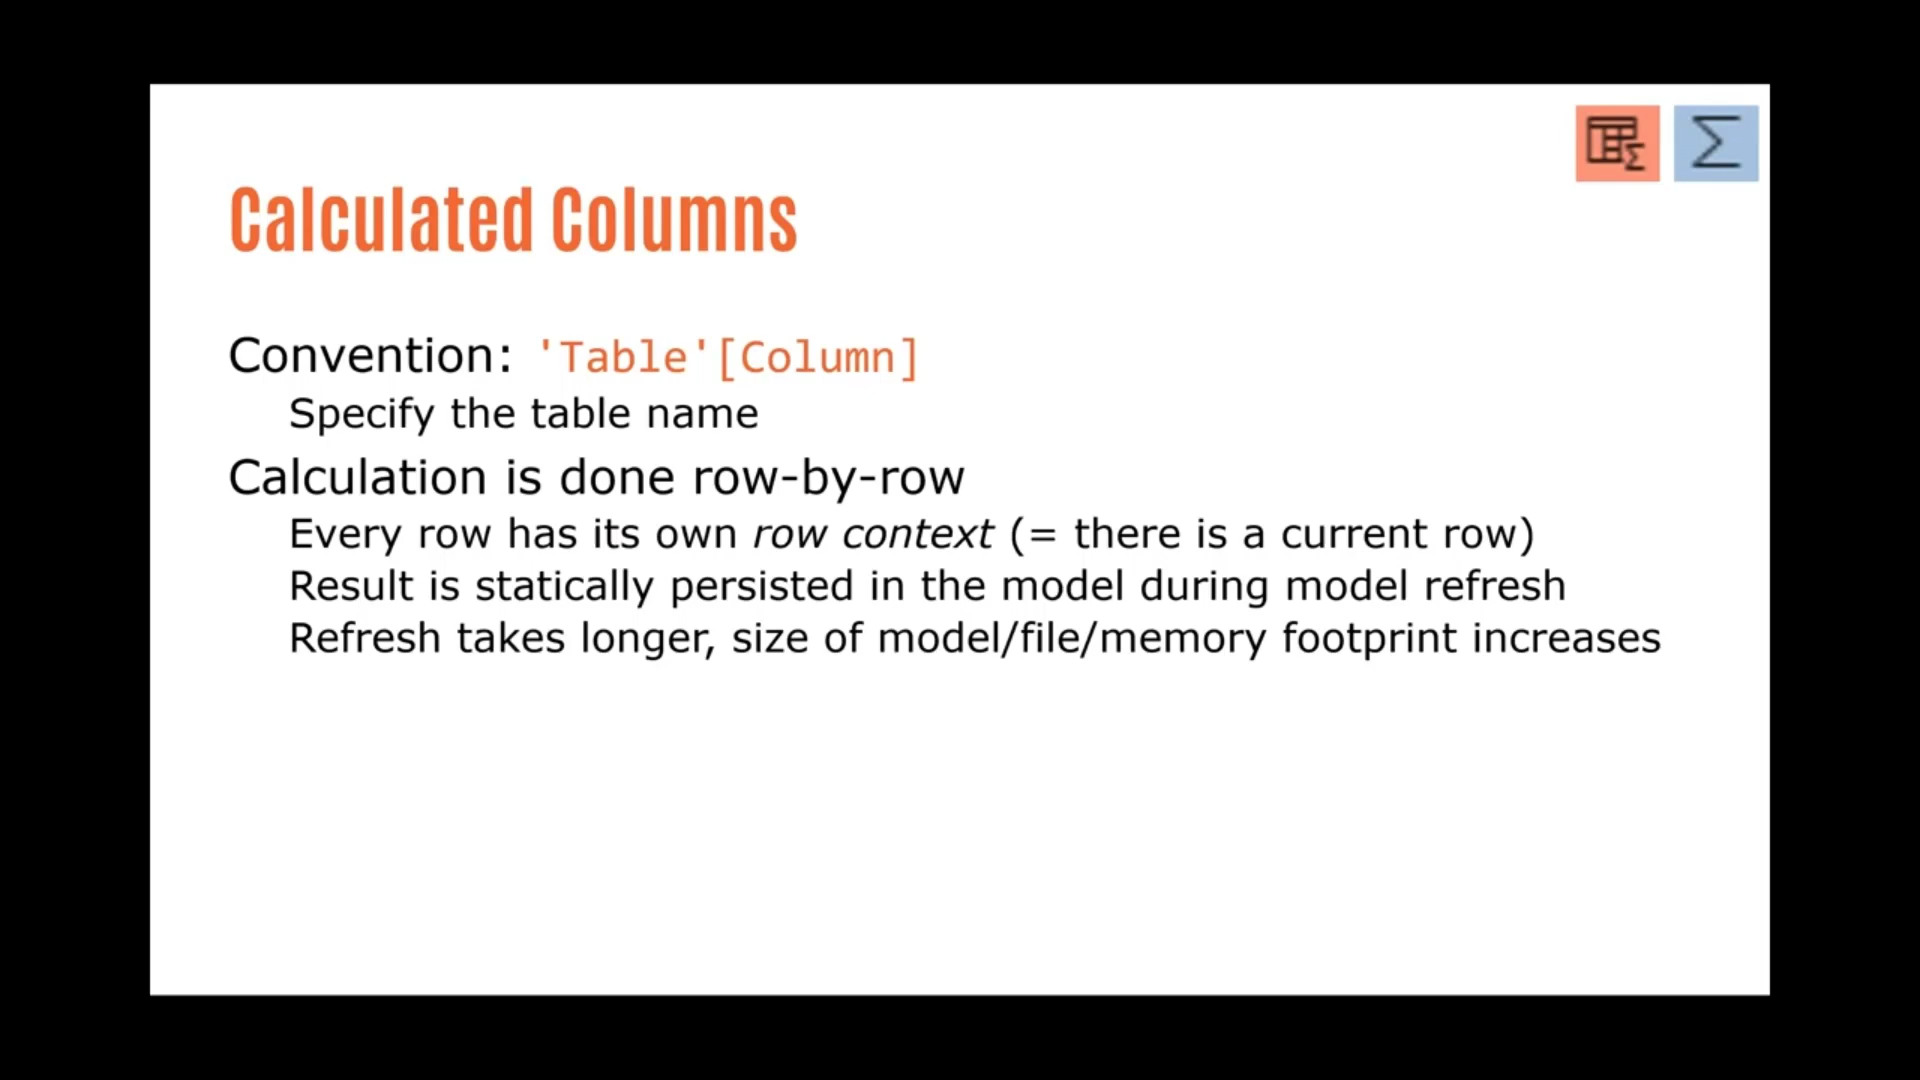 Calculated Columns
Convention: 'Table'[Column]
Specify the table name
Calculation is done row-by-row
Every row has its own row context (= there is a current row)
Result is statically persisted in the model during model refresh
Refresh takes longer, size of model/file/memory footprint increases